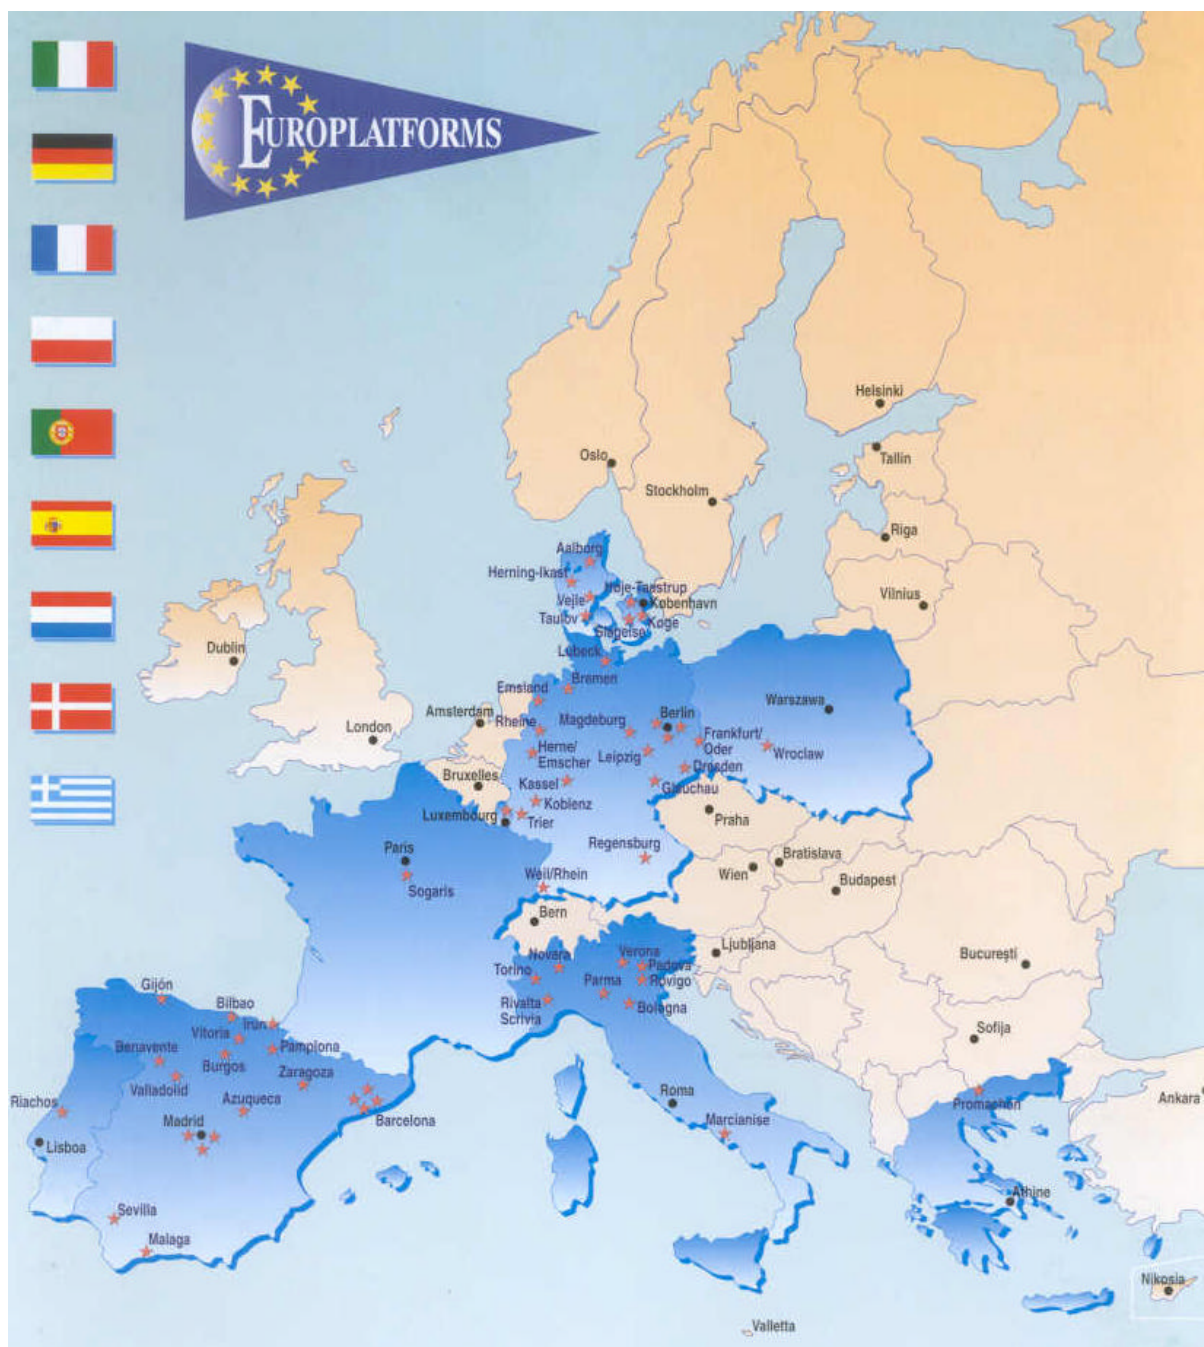 EUROPLATFORMS
Helsinki
Tallin
Oslo
Stockholm
Riga
Aalborg
Herning-Ikast
Høje-Taastrup
København
Vilnius
Vejle
Taulov
Slagelse
Køge
Dublin
Lübeck
Bremen
Emsland
Amsterdam
Rheine
Magdeburg
Berlin
Warszawa
London
Frankfurt/
Oder
Wroclaw
Herne/
Emscher
Leipzig
Dresden
Bruxelles
Kassel
Glauchau
Koblenz
Luxembourg
Trier
Praha
Paris
Regensburg
Bratislava
Sogaris
Weil/Rhein
Wien
Budapest
Bern
Ljubljana
Novara
Verona
Padova
Bucureşti
Torino
Parma
Rovigo
Gijón
Bilbao
Rivalta
Scrivia
Bologna
Irún
Vitoria
Sofija
Benavente
Burgos
Pamplona
Zaragoza
Valladolid
Roma
Promachon
Ankara
Riachos
Azuqueca
Madrid
Barcelona
Marcianise
Lisboa
Athine
Sevilla
Malaga
Nikosia
Valletta